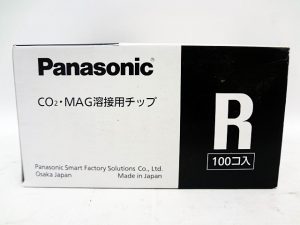 Panasonic
CO₂・MAG溶接用チップ
R
100コ入
Panasonic Smart Factory Solutions Co., Ltd.
Osaka Japan Made in Japan